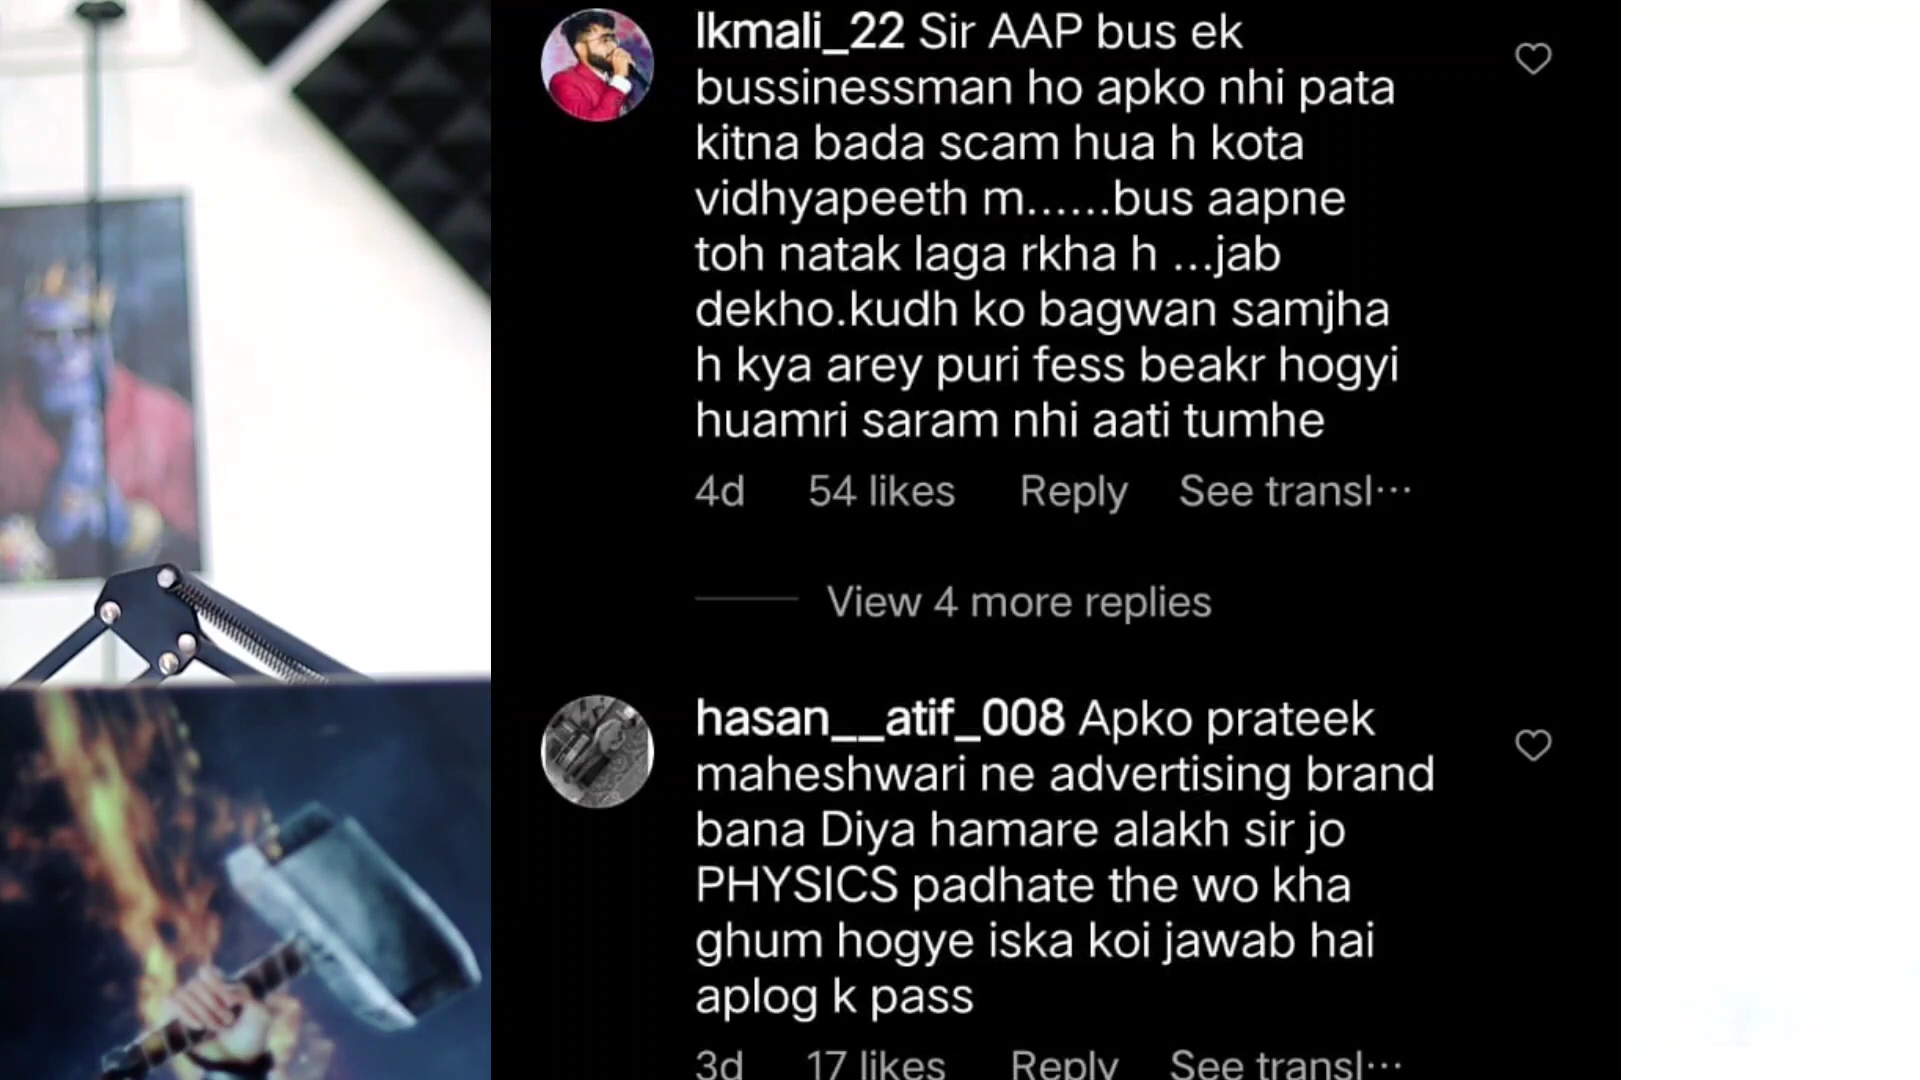 lkmali_22 Sir AAP bus ek
bussinessman ho apko nhi pata
kitna bada scam hua h kota
vidhyapeeth m......bus aapne
toh natak laga rkha h ...jab
dekho.kudh ko bagwan samjha
h kya arey puri fess beakr hogyi
huamri saram nhi aati tumhe
4d 54 likes Reply See transl...
View 4 more replies
hasan__atif_008 Apko prateek
maheshwari ne advertising brand
bana Diya hamare alakh sir jo
PHYSICS padhate the wo kha
ghum hogye iska koi jawab hai
aplog k pass
3d 17 likes Reply See transl...